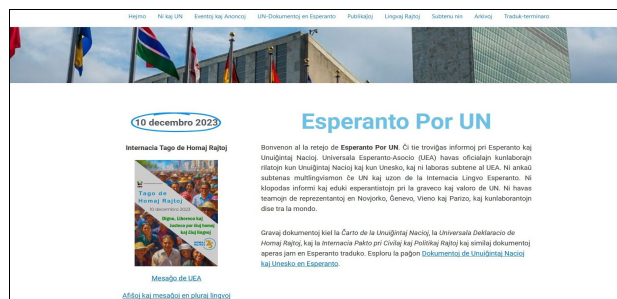 Hejmo Ni kaj UN Eventoj kaj Anoncoj UN-Dokumentoj en Esperanto Publikaĵoj Lingvaj Rajtoj Subtenu nin Arkivoj Traduk-terminaro
10 decembro 2023
Internacia Tago de Homaj Rajtoj
Tago de
Homaj Rajtoj
10 decembro 2023
Digno, Libereco kaj
Justeco por ĉiuj homoj
kaj ĉiuj lingvoj
Mesaĝo de UEA
Afiŝoj kaj mesaĝoj en pluraj lingvoj
Esperanto Por UN
Bonvenon al la retejo de Esperanto Por UN. Ĉi tie troviĝas informoj pri Esperanto kaj
Unuiĝintaj Nacioj. Universala Esperanto-Asocio (UEA) havas oficialajn kunlaborajn
rilatojn kun Unuiĝintaj Nacioj kaj kun Unesko, kaj ni laboras subtene al UEA. Ni ankaŭ
subtenas multlingvismon ĉe UN kaj uzon de la Internacia Lingvo Esperanto. Ni
klopodas informi kaj eduki esperantistojn pri la graveco kaj valoro de UN. Ni havas
teamojn de reprezentantoj en Novjorko, Ĝenevo, Vieno kaj Parizo, kaj kunlaborantojn
dise tra la mondo.
Gravaj dokumentoj kiel la Ĉarto de la Unuiĝintaj Nacioj, la Universala Deklaracio de
Homaj Rajtoj, kaj la Internacia Pakto pri Civilaj kaj Politikaj Rajtoj kaj similaj dokumentoj
aperas jam en Esperanto traduko. Esploru la paĝon Dokumentoj de Unuiĝintaj Nacioj
kaj Unesko en Esperanto.